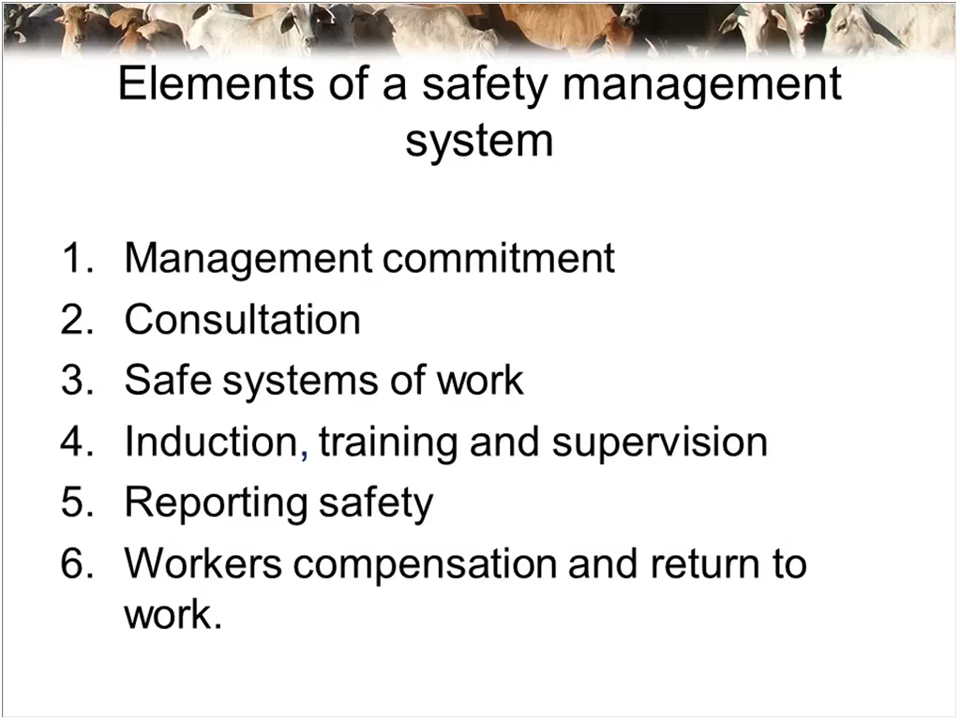 Elements of a safety management
system
1. Management commitment
2. Consultation
3. Safe systems of work
4. Induction, training and supervision
5. Reporting safety
6. Workers compensation and return to
work.